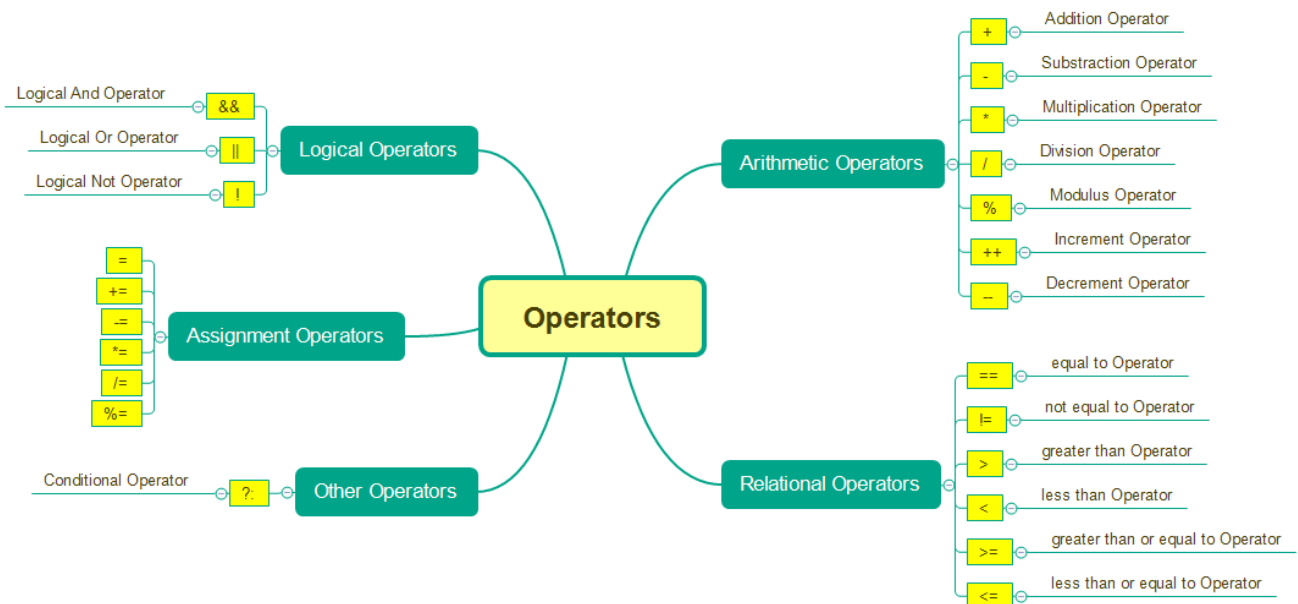 Operators
Logical Operators
&&
Logical And Operator
||
Logical Or Operator
!
Logical Not Operator
Assignment Operators
=
+=
-=
*=
/=
%=
Other Operators
?:
Conditional Operator
Arithmetic Operators
+
Addition Operator
-
Substraction Operator
*
Multiplication Operator
/
Division Operator
%
Modulus Operator
++
Increment Operator
--
Decrement Operator
Relational Operators
==
equal to Operator
!=
not equal to Operator
>
greater than Operator
<
less than Operator
>=
greater than or equal to Operator
<=
less than or equal to Operator